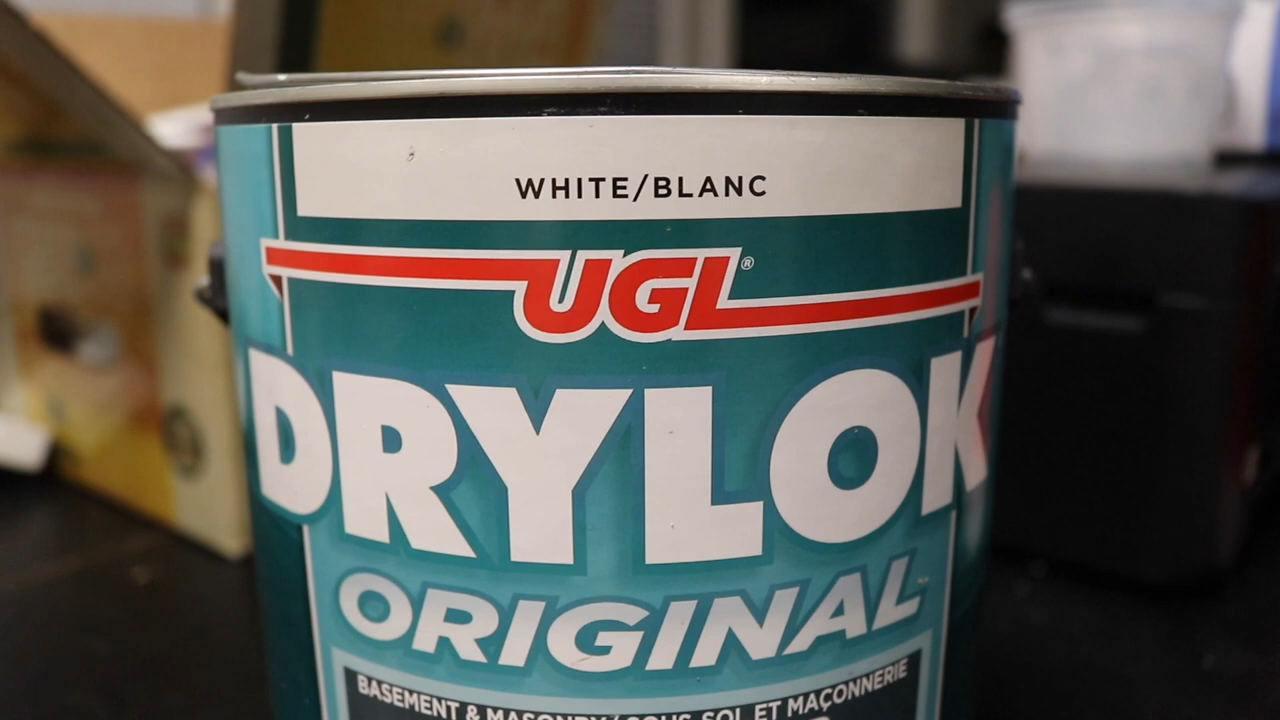 WHITE/BLANC
UGL®
DRYLOK
ORIGINAL
BASEMENT & MASONRY / SOUS-SOL ET MAÇONNERIE